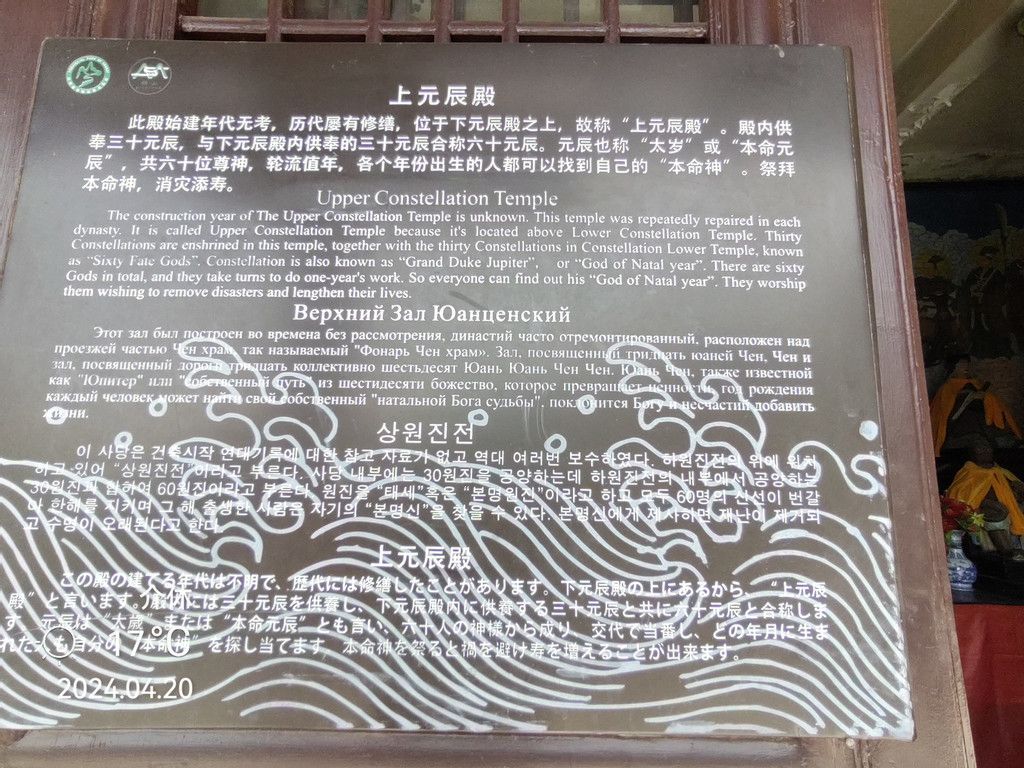 上元辰殿
此殿始建年代无考，历代屡有修缮，位于下元辰殿之上，故称“上元辰殿”。殿内供
奉三十元辰，与下元辰殿内供奉的三十元辰合称六十元辰。元辰也称“太岁”或“本命元
辰”，共六十位尊神，轮流值年，各个年份出生的人都可以找到自己的“本命神”。祭拜
本命神，消灾添寿。
Upper Constellation Temple
The construction year of The Upper Constellation Temple is unknown. This temple was repeatedly repaired in each
dynasty. It is called Upper Constellation Temple because it's located above Lower Constellation Temple. Thirty
Constellations are enshrined in this temple, together with the thirty Constellations in Constellation Lower Temple, known
as “Sixty Fate Gods”. Constellation is also known as “Grand Duke Jupiter”, or “God of Natal year”. There are sixty
Gods in total, and they take turns to do one-year's work. So everyone can find out his “God of Natal year”. They worship
them wishing to remove disasters and lengthen their lives.
Верхний Зал Юанценский
Этот зал был построен во времена без рассмотрения, династий часто отремонтированный, расположен над
проезжей частью Чен храм, так называемый "Фонарь Чен храм». Зал, посвященный тридцать юаней Чен, Чен и
зал, посвященный дороги тридцать коллективно шестьдесят Юань Юань Чен Чен. Юань Чен, также известной
как "Юпитер" или "собственный путь", из шестидесяти божество, которое превращает ценности, год рождения
каждый человек может найти свой собственный "натальной Бога судьбы", поклонится Богу и несчастий добавить
жизни.
상원진전
이 사당은 건축시작 연대기록에 대한 참고 자료가 없고 역대 여러번 보수하였다. 하원진전의 위에 위치
하고 있어 “상원진전”이라고 부른다. 사당 내부에는 30원진을 공양하는데 하원진전의 내부에서 공양하는
30원진과 합하여 60원진이라고 부른다. 원진을 “태세”혹은 “본명원진”이라고 하고 모두 60명의 신선이 번갈
아 한해를 지키며 그해 출생한 사람은 자기의 “본명신”을 찾을 수 있다. 본명신에게 제사하면 재난이 제거되
고 수명이 오래된다고 한다.
上元辰殿
この殿の建てる年代は不明で、歴代には修繕したことがあります。下元辰殿の上にあるから、“上元辰
殿”と言います。殿内には三十元辰を供奉し、下元辰殿内に供養する三十元辰と共に六十元辰と合称しま
す。元辰は“大歳”または“本命元辰”とも言い、六十人の神様から成り、交代で当番し、どの年月に生ま
れた人も自分の“本命神”を探し当てます。本命神を祭ると禍を避け寿を増えることが出来ます。
介休
17°C
2024.04.20